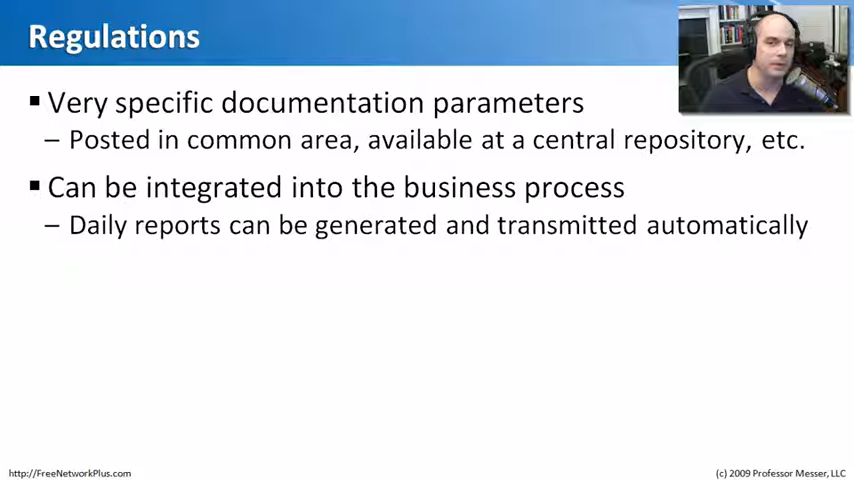 Regulations
▪ Very specific documentation parameters
– Posted in common area, available at a central repository, etc.
▪ Can be integrated into the business process
– Daily reports can be generated and transmitted automatically
http://FreeNetworkPlus.com
(c) 2009 Professor Messer, LLC